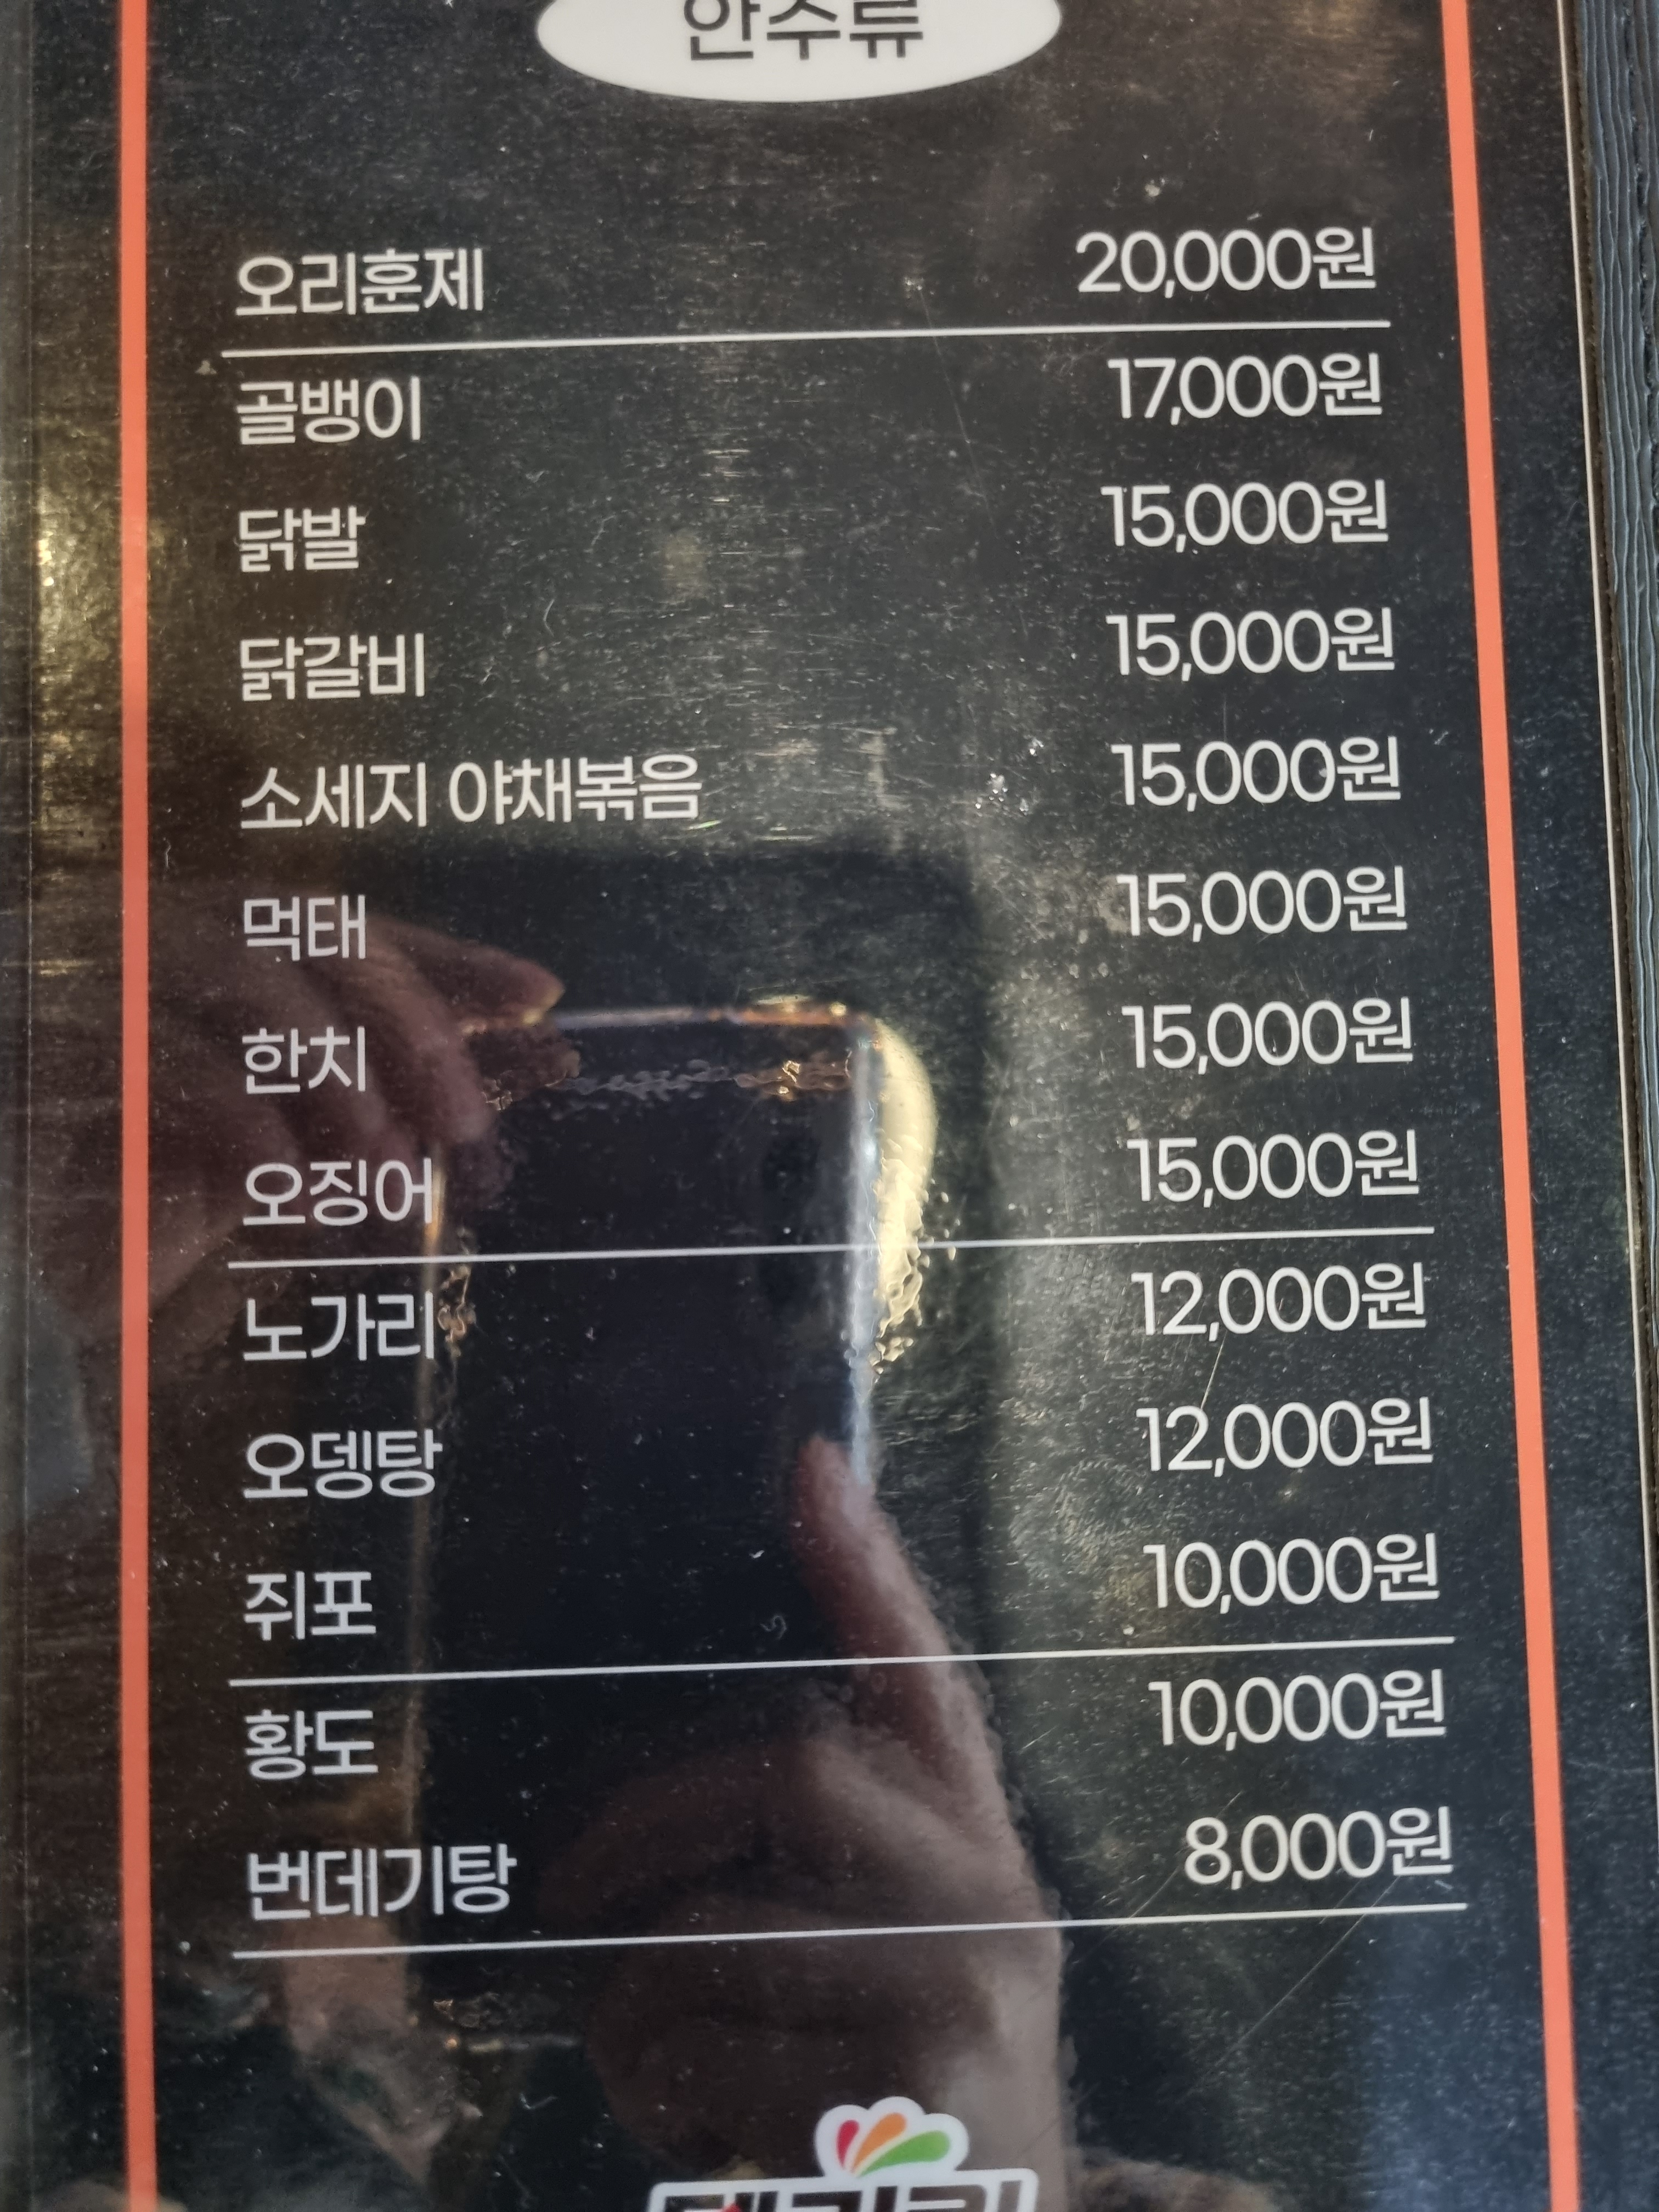 안주류
오리훈제 20,000원
골뱅이 17,000원
닭발 15,000원
닭갈비 15,000원
소세지 야채볶음 15,000원
먹태 15,000원
한치 15,000원
오징어 15,000원
노가리 12,000원
오뎅탕 12,000원
쥐포 10,000원
황도 10,000원
번데기탕 8,000원